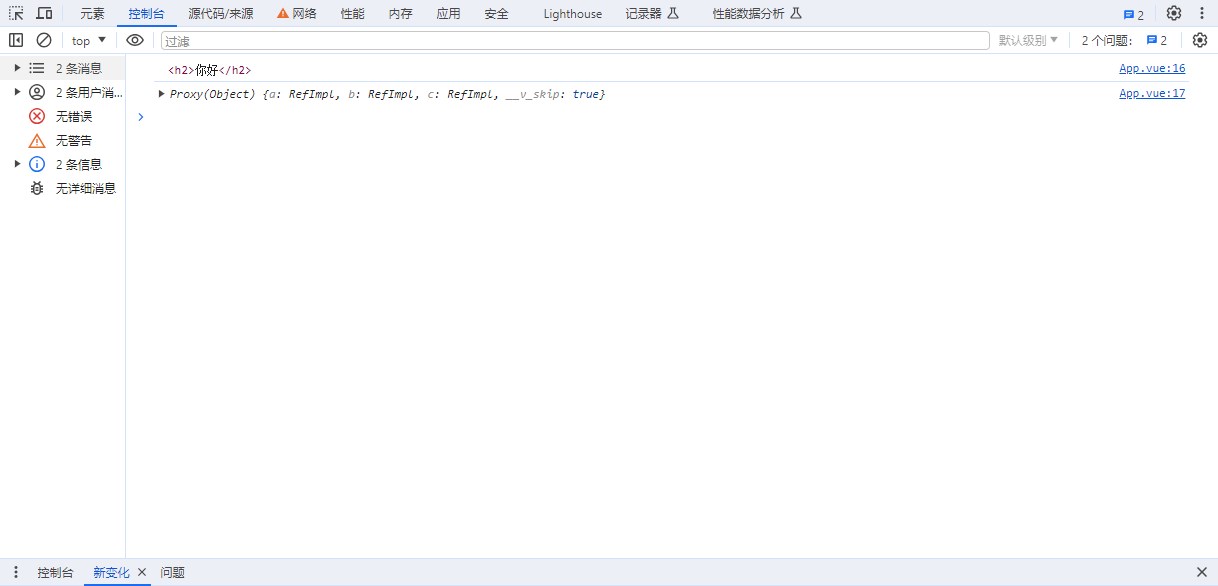 元素 控制台 源代码/来源 网络 性能 内存 应用 安全 Lighthouse 记录器 性能数据分析 2
top 过滤 默认级别 2 个问题: 2
2 条消息
2 条用户消...
无错误
无警告
2 条信息
无详细消息
<h2>你好</h2> App.vue:16
Proxy(Object) {a: RefImpl, b: RefImpl, c: RefImpl, __v_skip: true} App.vue:17
控制台 新变化 问题